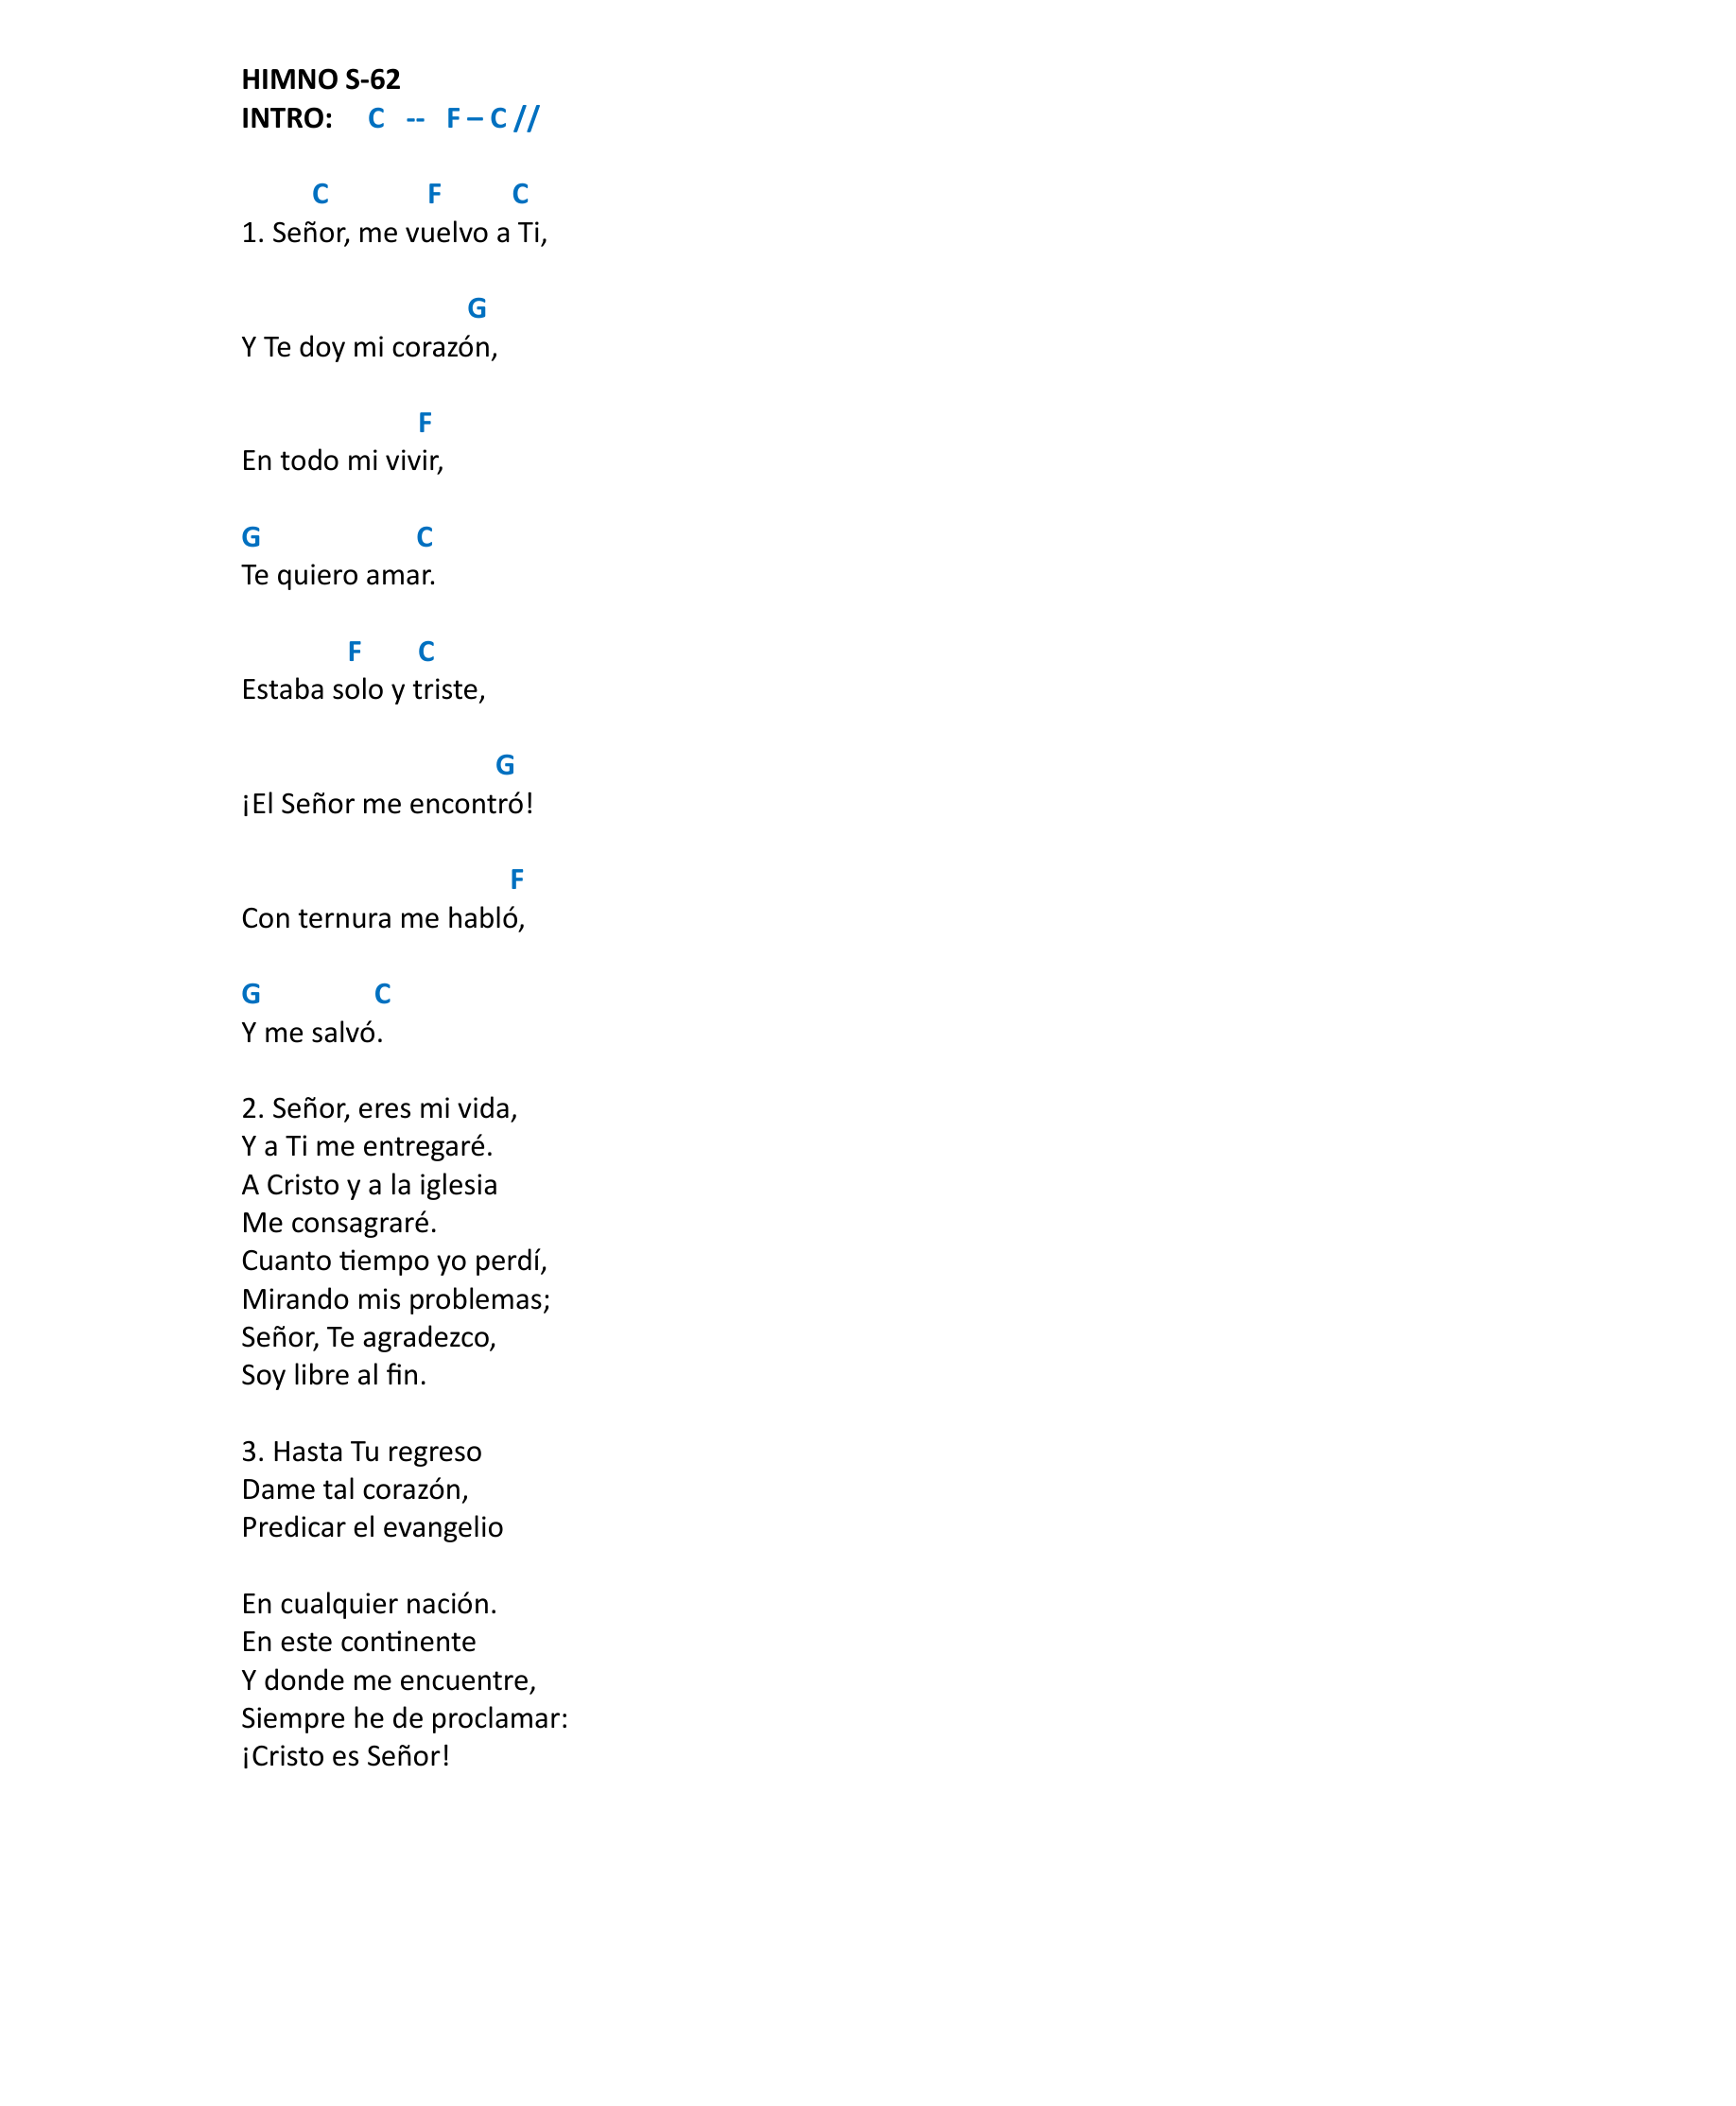 HIMNO S-62
INTRO: C -- F – C //
C F C
1. Señor, me vuelvo a Ti,
G
Y Te doy mi corazón,
F
En todo mi vivir,
G C
Te quiero amar.
F C
Estaba solo y triste,
G
¡El Señor me encontró!
F
Con ternura me habló,
G C
Y me salvó.
2. Señor, eres mi vida,
Y a Ti me entregaré.
A Cristo y a la iglesia
Me consagraré.
Cuanto tiempo yo perdí,
Mirando mis problemas;
Señor, Te agradezco,
Soy libre al fin.
3. Hasta Tu regreso
Dame tal corazón,
Predicar el evangelio
En cualquier nación.
En este continente
Y donde me encuentre,
Siempre he de proclamar:
¡Cristo es Señor!